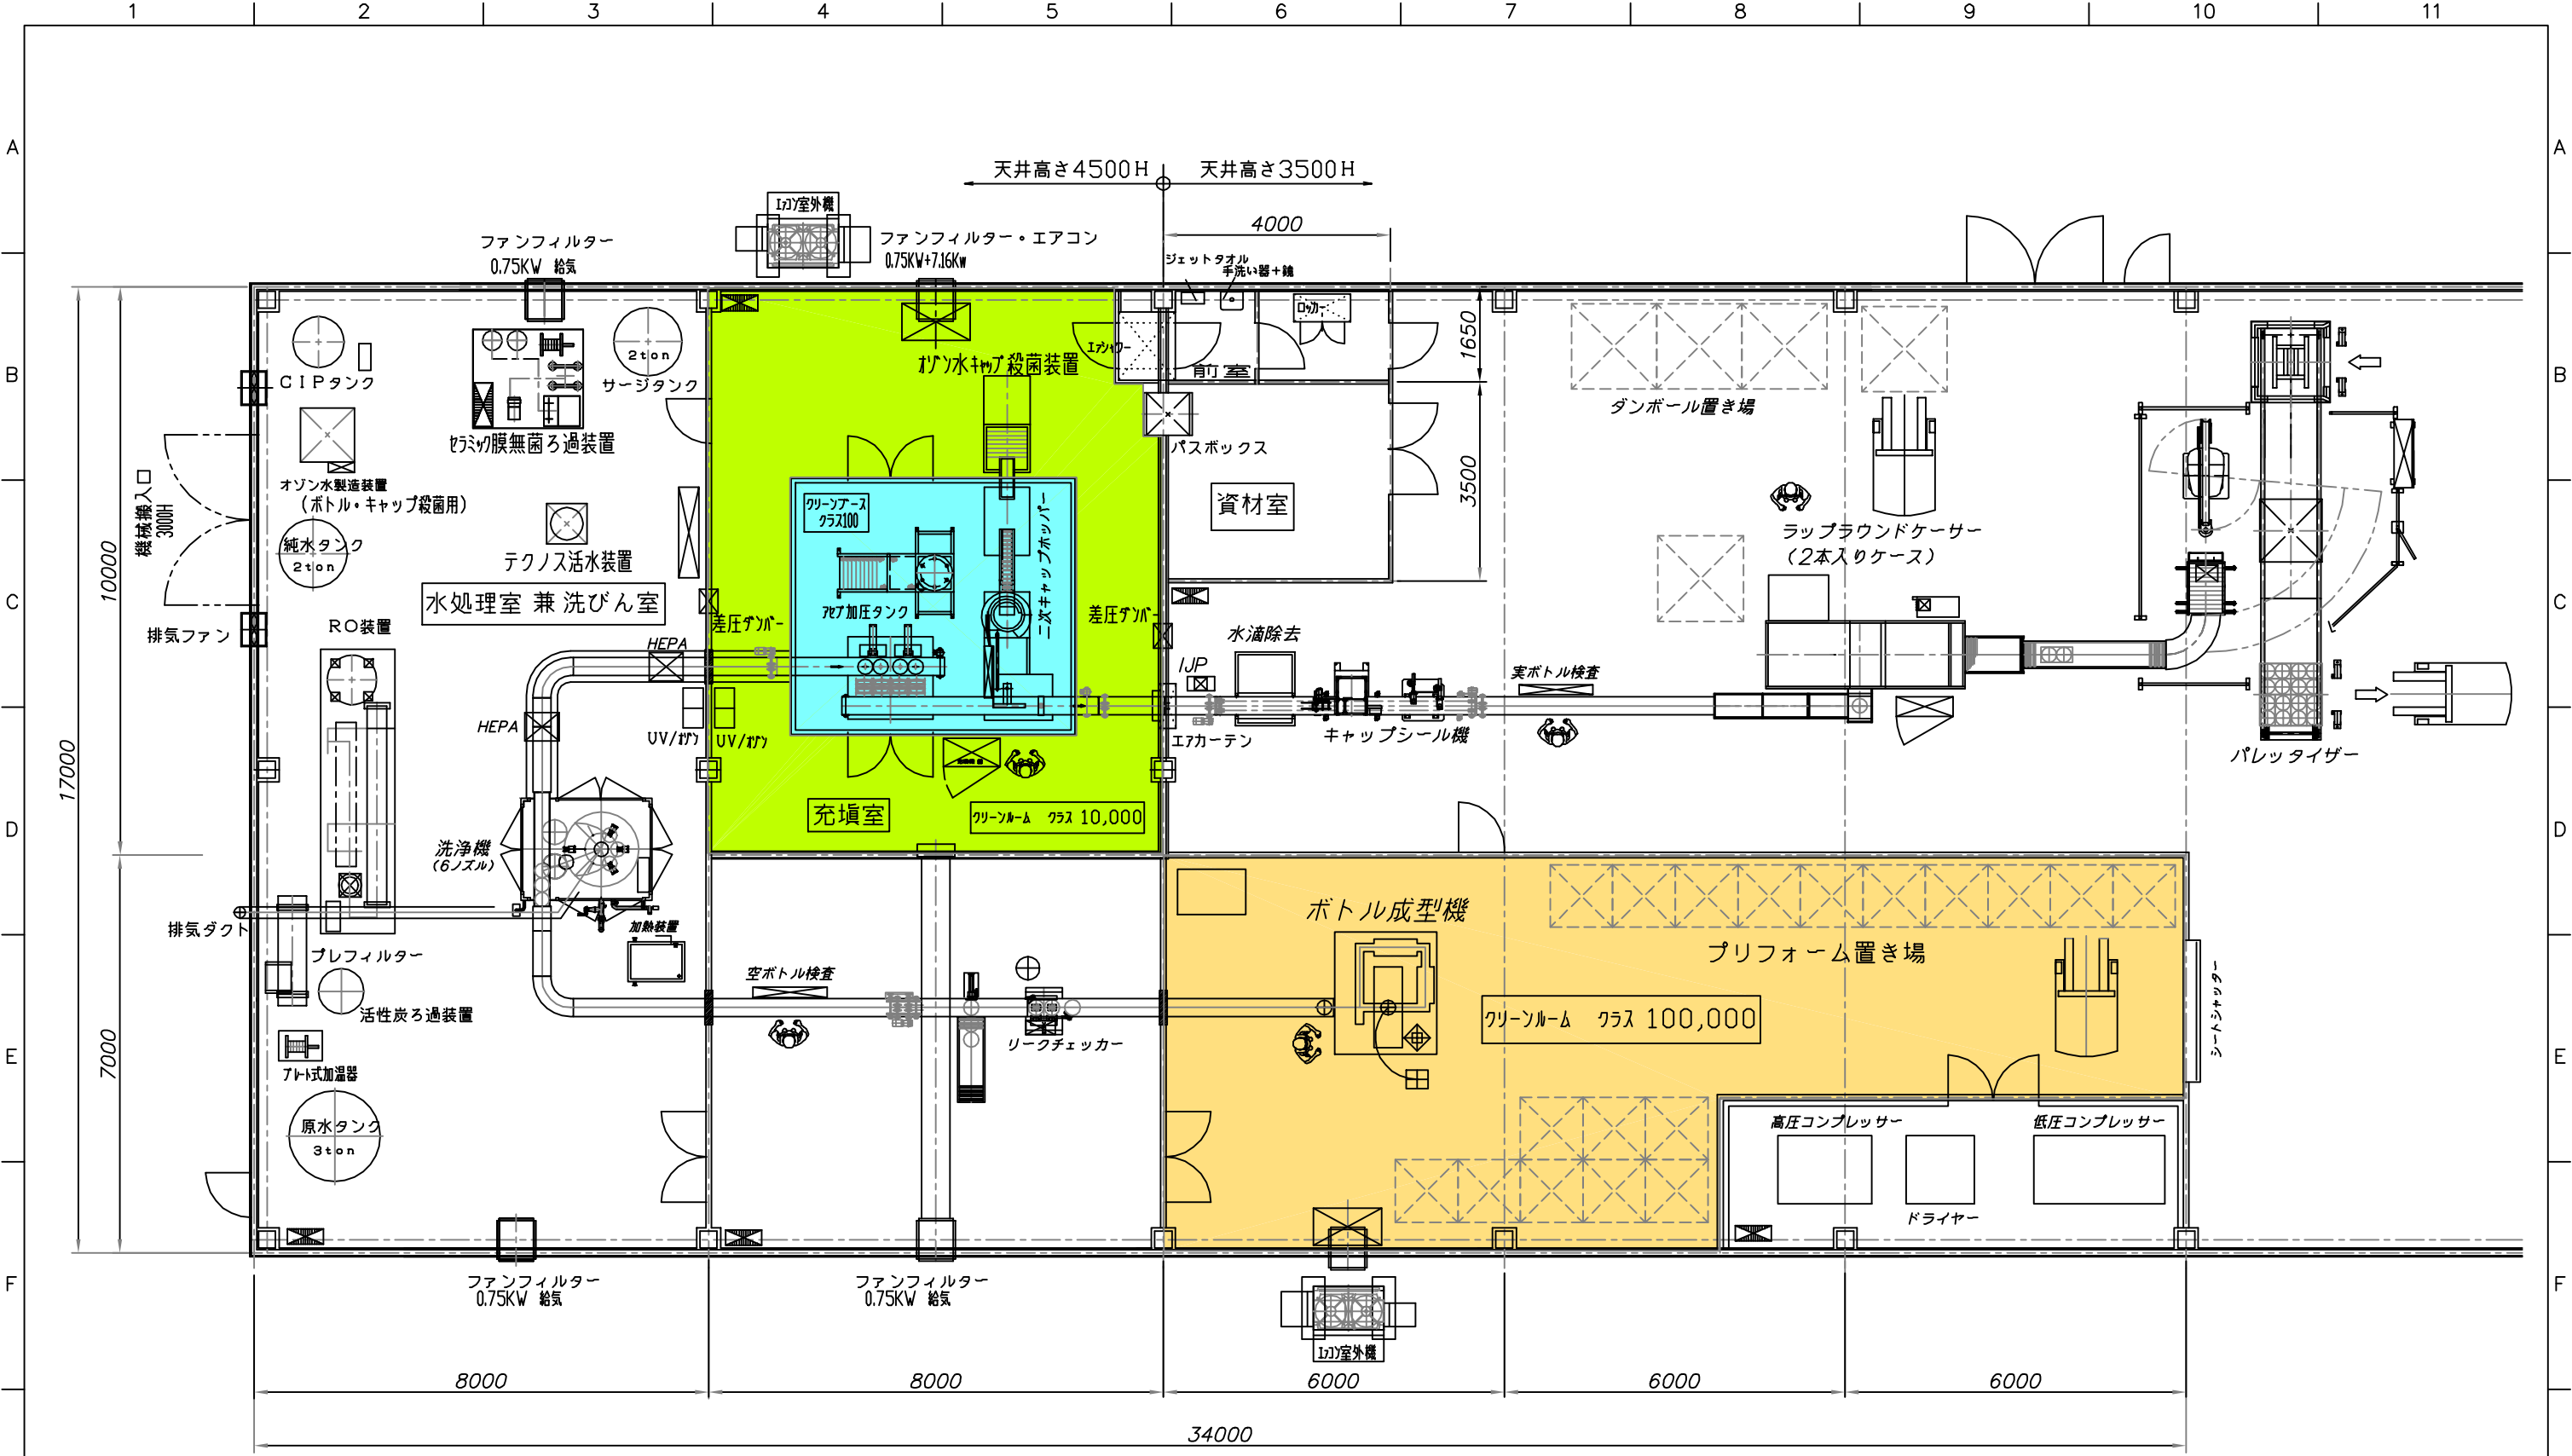 1 2 3 4 5 6 7 8 9 10 11
A A
天井高さ4500H 天井高さ3500H
エアコン室外機
ファンフィルター
0.75KW 給気
ファンフィルター・エアコン
0.75KW+7.16Kw
4000
ジェットタオル
手洗い器+鏡
ロッカー
エアシャワー
前室
1650
B B
CIPタンク
2ton
サージタンク
オゾン水キャップ殺菌装置
ダンボール置き場
セラミック膜無菌ろ過装置
パスボックス
3500
機械搬入口
3000H
オゾン水製造装置
(ボトル・キャップ殺菌用)
クリーンブース
クラス100
資材室
二次キャップホッパー
ラップラウンドケーサー
(2本入りケース)
純水タンク
2ton
テクノス活水装置
10000
C C
水処理室 兼 洗びん室
アセプ加圧タンク
差圧ダンパー
差圧ダンパー
排気ファン
RO装置
HEPA
水滴除去
IJP
実ボトル検査
HEPA
UV/オゾン
UV/オゾン
エアカーテン
キャップシール機
パレッタイザー
17000
充塡室
クリーンルーム クラス 10,000
D D
洗浄機
(6ノズル)
排気ダクト
加熱装置
ボトル成型機
プリフォーム置き場
プレフィルター
空ボトル検査
シートシャッター
活性炭ろ過装置
クリーンルーム クラス 100,000
リークチェッカー
7000
E E
プレート式加温器
原水タンク
3ton
高圧コンプレッサー
低圧コンプレッサー
ドライヤー
F F
ファンフィルター
0.75KW 給気
ファンフィルター
0.75KW 給気
エアコン室外機
8000 8000 6000 6000 6000
34000